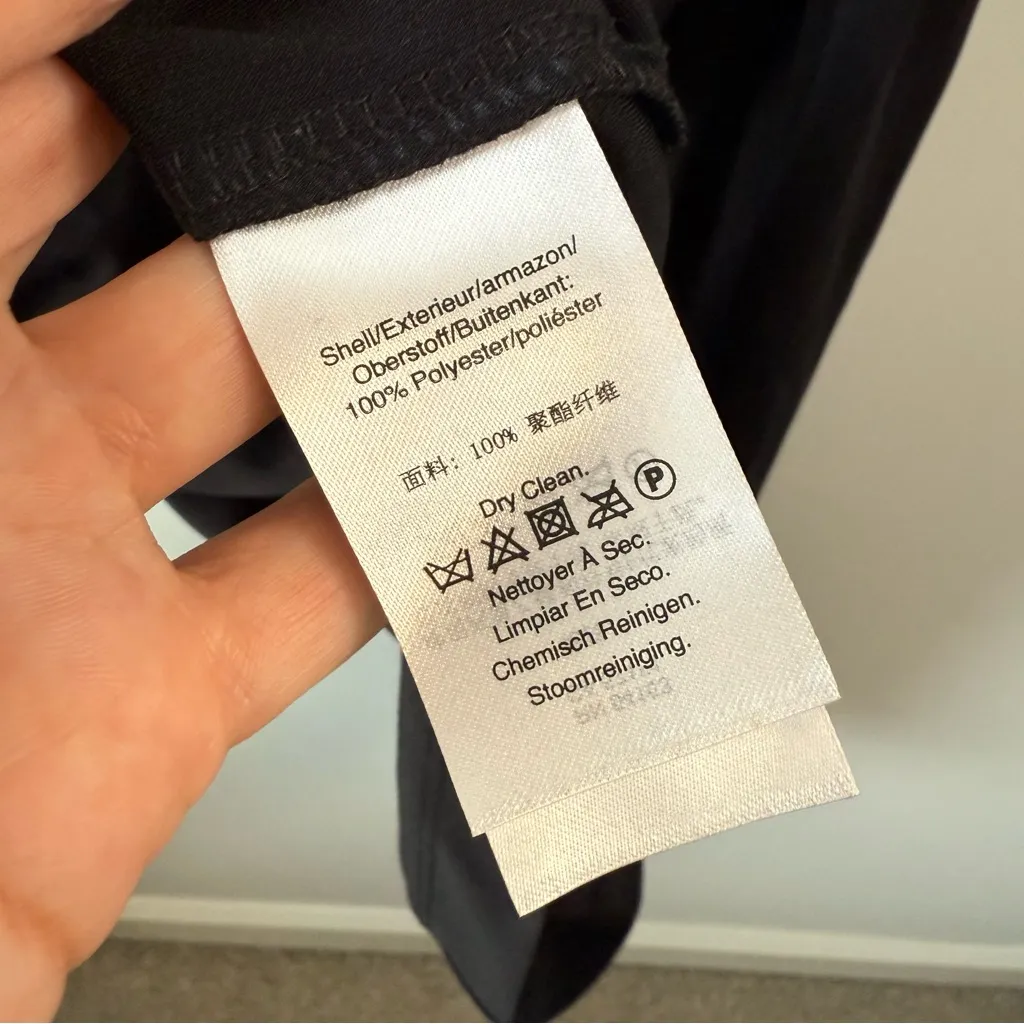 Shell/Exterieur/armazon/
Oberstoff/Buitenkant:
100% Polyester/poliéster
面料: 100% 聚酯纤维
Dry Clean.
P
Nettoyer À Sec.
Limpiar En Seco.
Chemisch Reinigen.
Stoomreiniging.